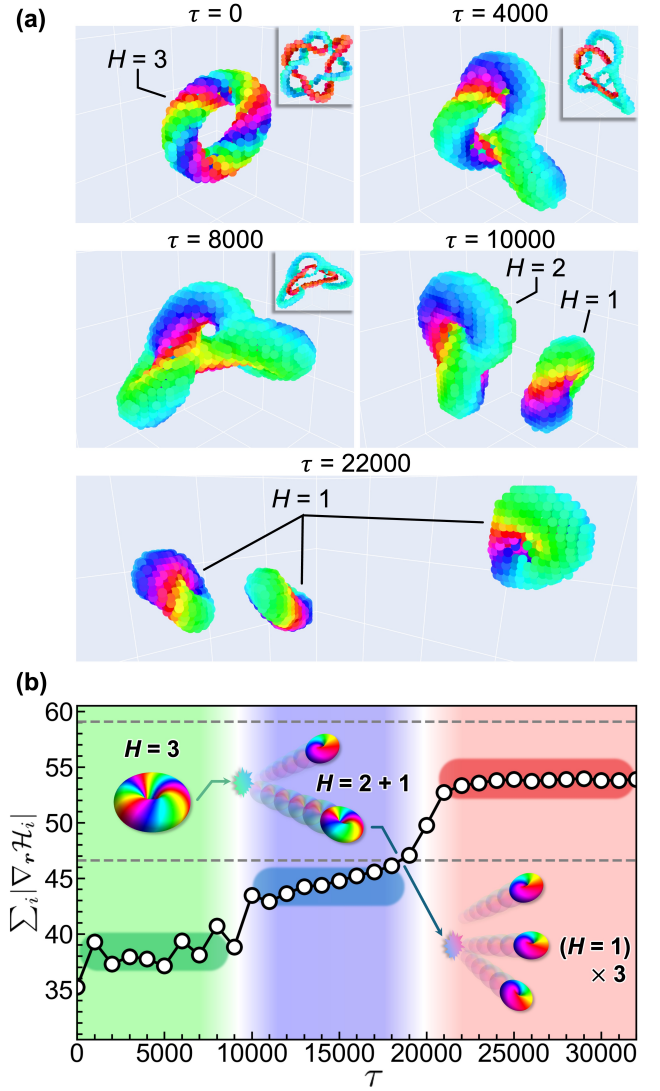 (a)
τ = 0
τ = 4000
H = 3
τ = 8000
τ = 10000
H = 2
H = 1
τ = 22000
H = 1
(b)
60
55
50
45
40
35
∑ᵢ|∇ᵣℋᵢ|
H = 3
H = 2 + 1
(H = 1)
× 3
0
5000
10000
15000
20000
25000
30000
τ